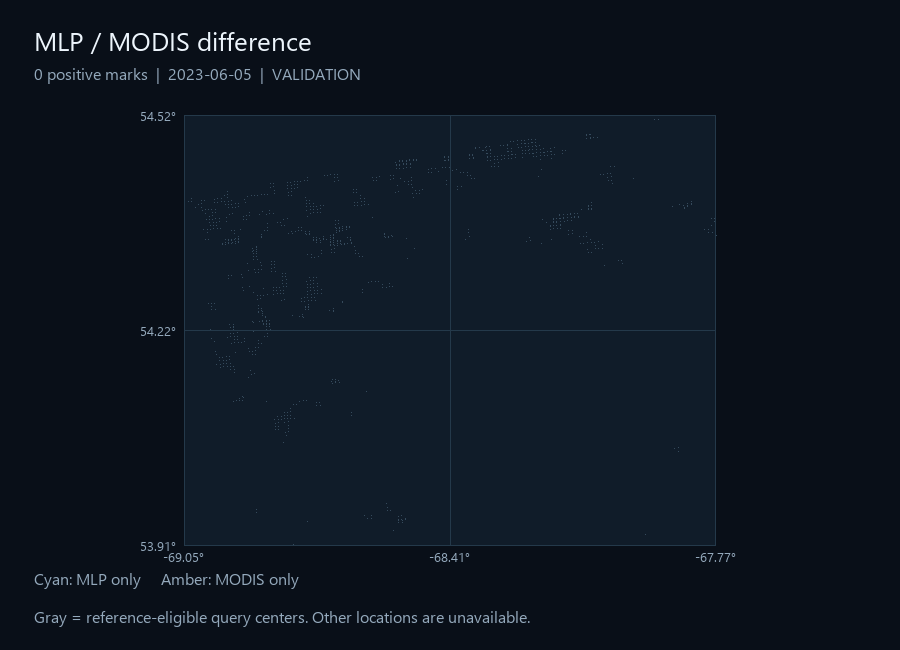 MLP / MODIS difference
0 positive marks | 2023-06-05 | VALIDATION
54.52°
54.22°
53.91°
-69.05° -68.41° -67.77°
Cyan: MLP only Amber: MODIS only
Gray = reference-eligible query centers. Other locations are unavailable.